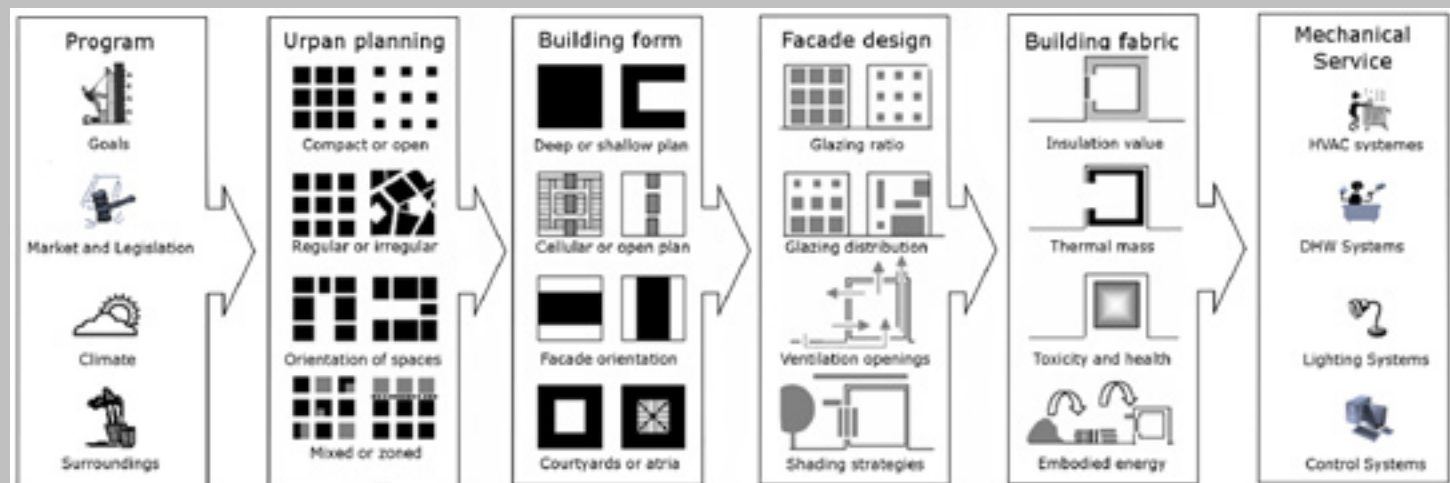 Program
Goals
Market and Legislation
Climate
Surroundings
Urpan planning
Compact or open
Regular or irregular
Orientation of spaces
Mixed or zoned
Building form
Deep or shallow plan
Cellular or open plan
Facade orientation
Courtyards or atria
Facade design
Glazing ratio
Glazing distribution
Ventilation openings
Shading strategies
Building fabric
Insulation value
Thermal mass
Toxicity and health
Embodied energy
Mechanical
Service
HVAC systemes
DHW Systems
Lighting Systems
Control Systems